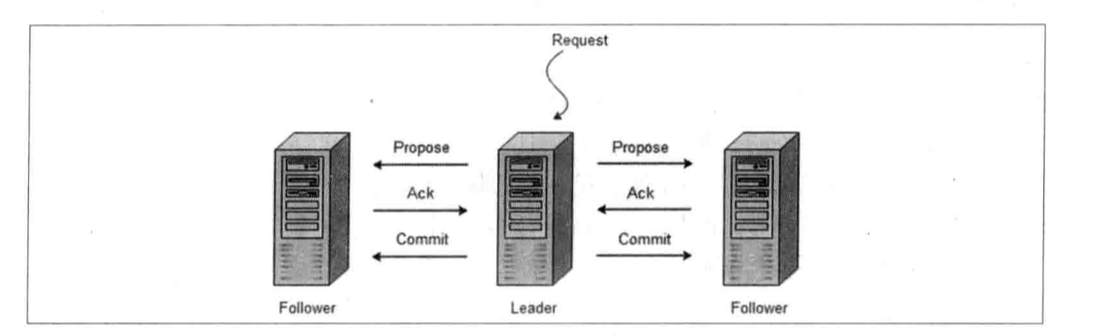 Request
Propose Propose
Ack Ack
Commit Commit
Follower Leader Follower